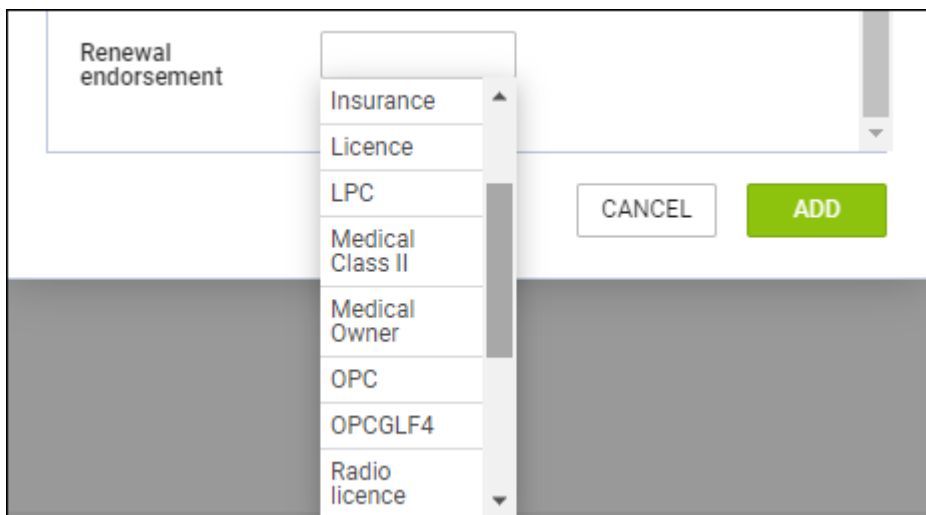 Renewal
endorsement
Insurance
Licence
LPC
CANCEL
ADD
Medical
Class II
Medical
Owner
OPC
OPCGLF4
Radio
licence